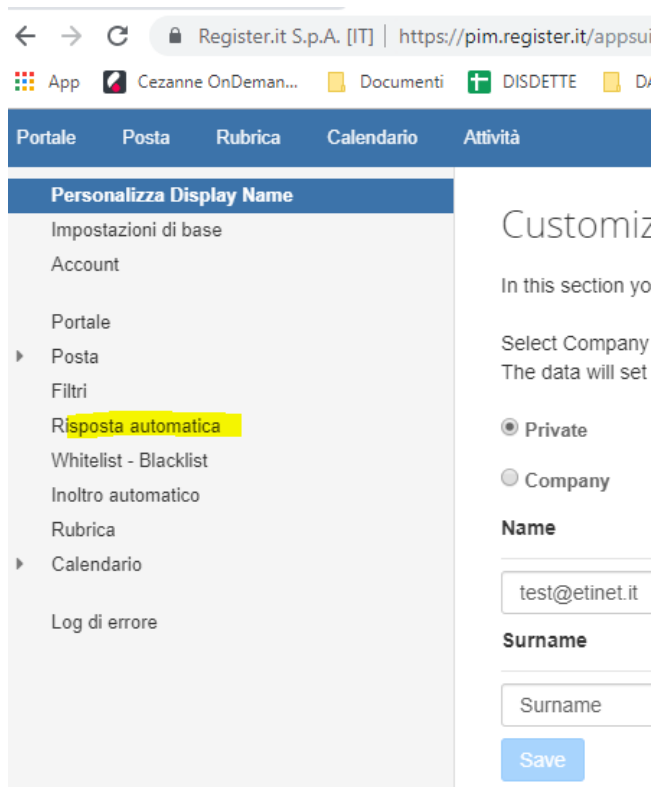 Register.it S.p.A. [IT] | https://pim.register.it/appsui
App Cezanne OnDeman... Documenti DISDETTE DA
Portale Posta Rubrica Calendario Attività
Personalizza Display Name
Impostazioni di base
Account
Portale
Posta
Filtri
Risposta automatica
Whitelist - Blacklist
Inoltro automatico
Rubrica
Calendario
Log di errore
Customiz
In this section yo
Select Company
The data will set
Private
Company
Name
test@etinet.it
Surname
Surname
Save